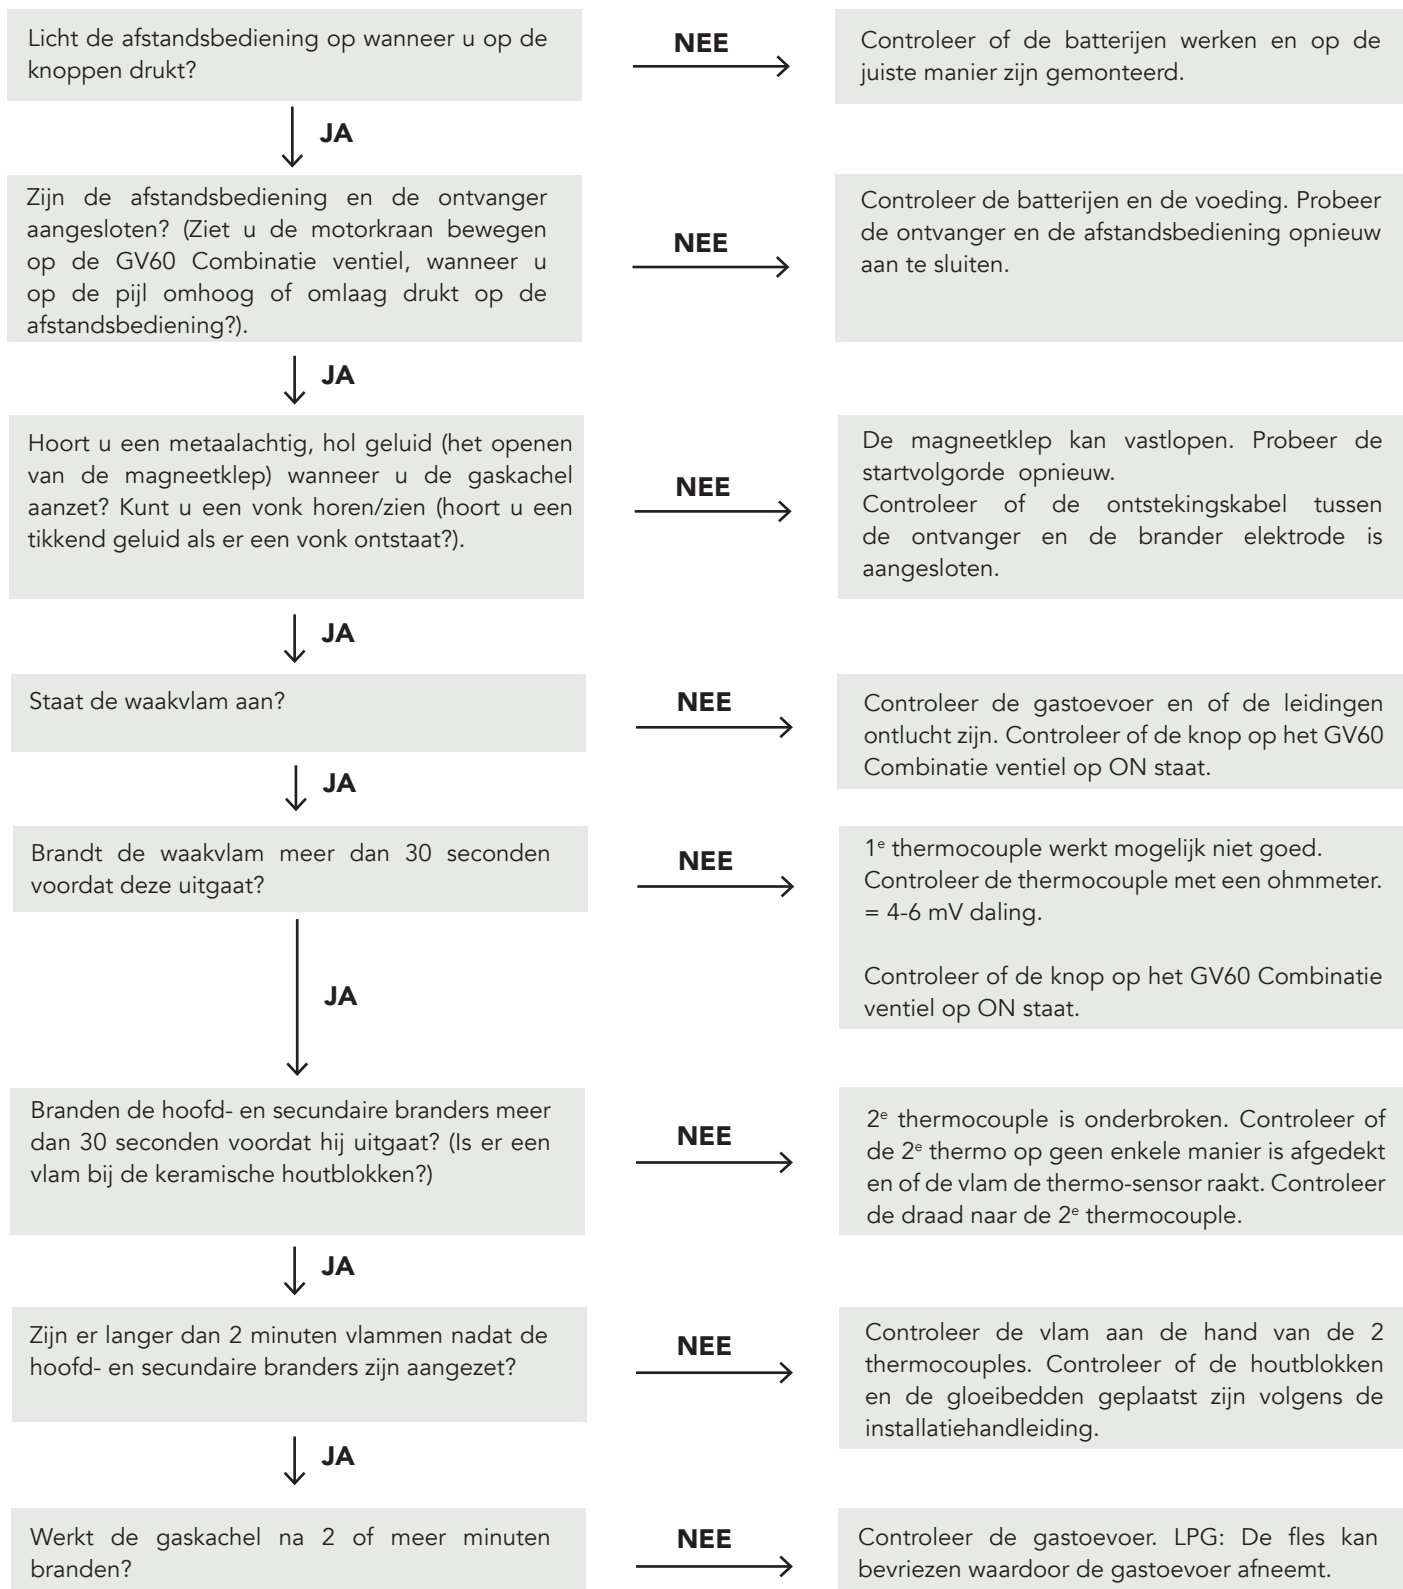 Licht de afstandsbediening op wanneer u op de
knoppen drukt?
NEE
Controleer of de batterijen werken en op de
juiste manier zijn gemonteerd.
JA
Zijn de afstandsbediening en de ontvanger
aangesloten? (Ziet u de motorkraan bewegen
op de GV60 Combinatie ventiel, wanneer u
op de pijl omhoog of omlaag drukt op de
afstandsbediening?).
NEE
Controleer de batterijen en de voeding. Probeer
de ontvanger en de afstandsbediening opnieuw
aan te sluiten.
JA
Hoort u een metaalachtig, hol geluid (het openen
van de magneetklep) wanneer u de gaskachel
aanzet? Kunt u een vonk horen/zien (hoort u een
tikkend geluid als er een vonk ontstaat?).
NEE
De magneetklep kan vastlopen. Probeer de
startvolgorde opnieuw.
Controleer of de ontstekingskabel tussen
de ontvanger en de brander elektrode is
aangesloten.
JA
Staat de waakvlam aan?
NEE
Controleer de gastoevoer en of de leidingen
ontlucht zijn. Controleer of de knop op het GV60
Combinatie ventiel op ON staat.
JA
Brandt de waakvlam meer dan 30 seconden
voordat deze uitgaat?
NEE
1e thermocouple werkt mogelijk niet goed.
Controleer de thermocouple met een ohmmeter.
= 4-6 mV daling.
Controleer of de knop op het GV60 Combinatie
ventiel op ON staat.
JA
Branden de hoofd- en secundaire branders meer
dan 30 seconden voordat hij uitgaat? (Is er een
vlam bij de keramische houtblokken?)
NEE
2e thermocouple is onderbroken. Controleer of
de 2e thermo op geen enkele manier is afgedekt
en of de vlam de thermo-sensor raakt. Controleer
de draad naar de 2e thermocouple.
JA
Zijn er langer dan 2 minuten vlammen nadat de
hoofd- en secundaire branders zijn aangezet?
NEE
Controleer de vlam aan de hand van de 2
thermocouples. Controleer of de houtblokken
en de gloeibedden geplaatst zijn volgens de
installatiehandleiding.
JA
Werkt de gaskachel na 2 of meer minuten
branden?
NEE
Controleer de gastoevoer. LPG: De fles kan
bevriezen waardoor de gastoevoer afneemt.